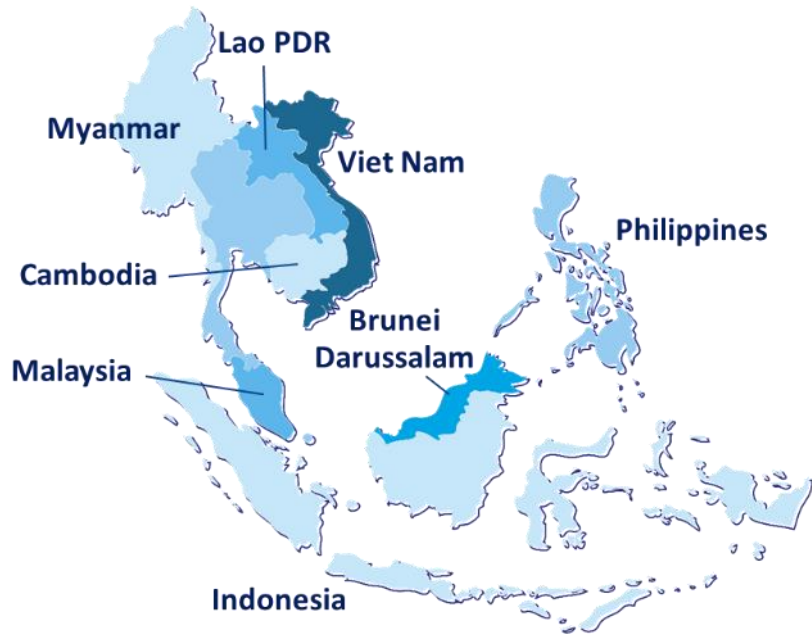 Lao PDR
Myanmar
Viet Nam
Philippines
Cambodia
Brunei
Darussalam
Malaysia
Indonesia